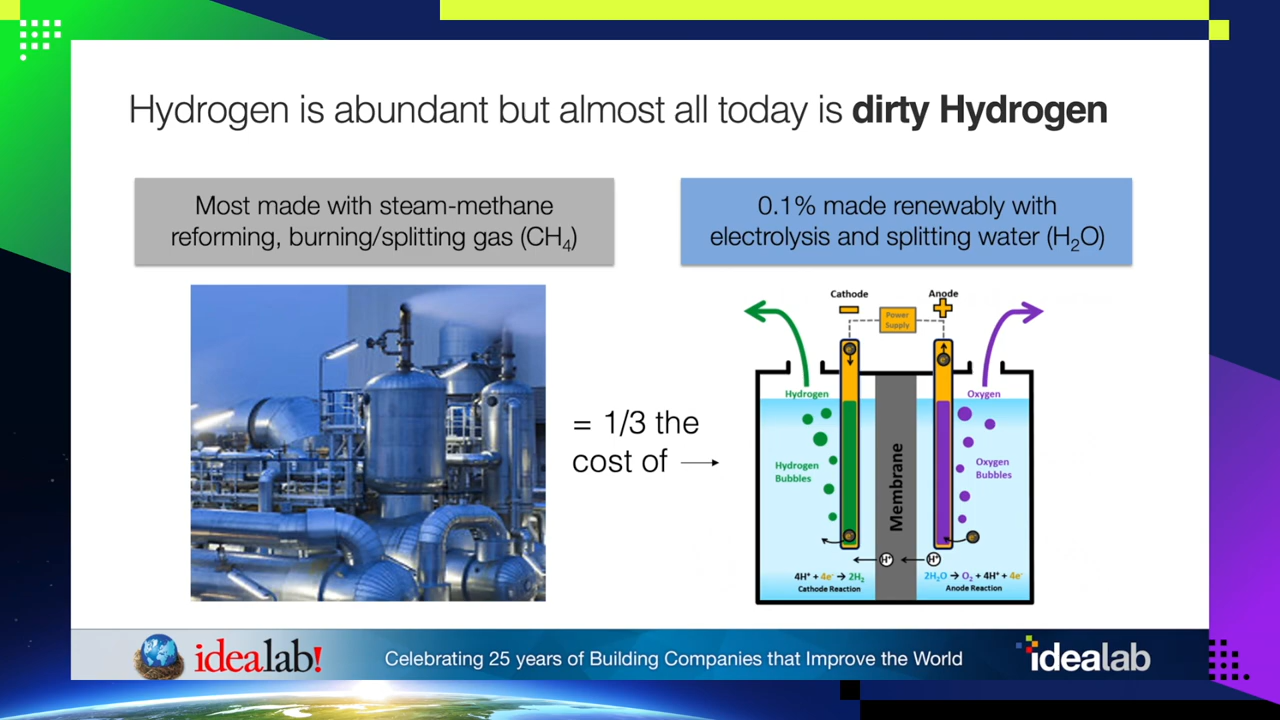 Hydrogen is abundant but almost all today is dirty Hydrogen
Most made with steam-methane
reforming, burning/splitting gas (CH₄)
0.1% made renewably with
electrolysis and splitting water (H₂O)
= 1/3 the
cost of
Cathode
Anode
Power
Supply
Hydrogen
Oxygen
Hydrogen
Bubbles
Membrane
Oxygen
Bubbles
H⁺
H⁺
4H⁺ + 4e⁻ → 2H₂
Cathode Reaction
2H₂O → O₂ + 4H⁺ + 4e⁻
Anode Reaction
idealab!
Celebrating 25 years of Building Companies that Improve the World
idealab